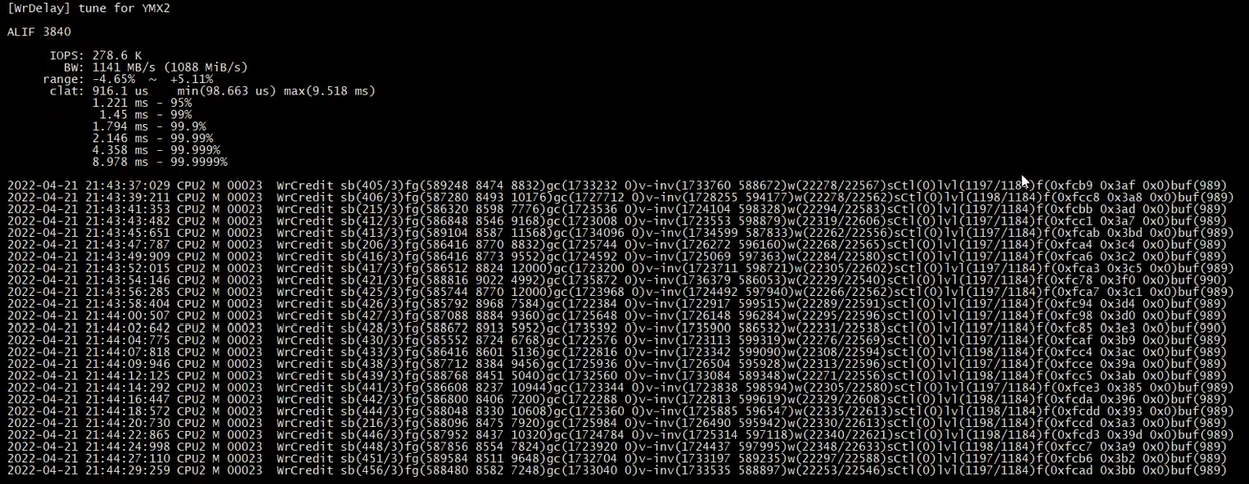 [WrDelay] tune for YMX2
ALIF 3840
IOPS: 278.6 K
BW: 1141 MB/s (1088 MiB/s)
range: -4.65% ~ +5.11%
clat: 916.1 us min(98.663 us) max(9.518 ms)
1.221 ms - 95%
1.45 ms - 99%
1.794 ms - 99.9%
2.146 ms - 99.99%
4.358 ms - 99.999%
8.978 ms - 99.9999%
2022-04-21 21:43:37:029 CPU2 M 00023 WrCredit sb(405/3)fg(589248 8474 8832)gc(1733232 0)v-inv(1733760 588672)w(22278/22567)sCtl(0)lvl(1197/1184)f(0xfcb9 0x3af 0x0)buf(989)
2022-04-21 21:43:39:211 CPU2 M 00023 WrCredit sb(406/3)fg(587280 8493 10176)gc(1727712 0)v-inv(1728255 594177)w(22278/22562)sCtl(0)lvl(1198/1184)f(0xfcc8 0x3a8 0x0)buf(989)
2022-04-21 21:43:41:353 CPU2 M 00023 WrCredit sb(215/3)fg(586320 8598 7776)gc(1723536 0)v-inv(1724104 598328)w(22294/22583)sCtl(0)lvl(1197/1184)f(0xfcbb 0x3ad 0x0)buf(989)
2022-04-21 21:43:43:482 CPU2 M 00023 WrCredit sb(412/3)fg(586848 8546 9168)gc(1723008 0)v-inv(1723553 598879)w(22319/22606)sCtl(0)lvl(1197/1184)f(0xfcc1 0x3a7 0x0)buf(989)
2022-04-21 21:43:45:651 CPU2 M 00023 WrCredit sb(413/3)fg(589104 8587 11568)gc(1734096 0)v-inv(1734599 587833)w(22262/22556)sCtl(0)lvl(1197/1184)f(0xfcab 0x3bd 0x0)buf(989)
2022-04-21 21:43:47:787 CPU2 M 00023 WrCredit sb(206/3)fg(586416 8770 8832)gc(1725744 0)v-inv(1726272 596160)w(22268/22565)sCtl(0)lvl(1197/1184)f(0xfca4 0x3c4 0x0)buf(989)
2022-04-21 21:43:49:909 CPU2 M 00023 WrCredit sb(416/3)fg(586416 8773 9552)gc(1724592 0)v-inv(1725069 597363)w(22284/22580)sCtl(0)lvl(1197/1184)f(0xfca6 0x3c2 0x0)buf(989)
2022-04-21 21:43:52:015 CPU2 M 00023 WrCredit sb(417/3)fg(586512 8824 12000)gc(1723200 0)v-inv(1723711 598721)w(22305/22602)sCtl(0)lvl(1197/1184)f(0xfca3 0x3c5 0x0)buf(989)
2022-04-21 21:43:54:146 CPU2 M 00023 WrCredit sb(421/3)fg(588816 9022 4992)gc(1735872 0)v-inv(1736379 586053)w(22229/22540)sCtl(0)lvl(1197/1184)f(0xfc78 0x3f0 0x0)buf(990)
2022-04-21 21:43:56:285 CPU2 M 00023 WrCredit sb(425/3)fg(585744 8770 12000)gc(1723968 0)v-inv(1724492 597940)w(22266/22562)sCtl(0)lvl(1197/1184)f(0xfca7 0x3c1 0x0)buf(989)
2022-04-21 21:43:58:404 CPU2 M 00023 WrCredit sb(426/3)fg(585792 8968 7584)gc(1722384 0)v-inv(1722917 599515)w(22289/22591)sCtl(0)lvl(1197/1184)f(0xfc94 0x3d4 0x0)buf(989)
2022-04-21 21:44:00:507 CPU2 M 00023 WrCredit sb(427/3)fg(587088 8884 9360)gc(1725648 0)v-inv(1726148 596284)w(22295/22596)sCtl(0)lvl(1197/1184)f(0xfc98 0x3d0 0x0)buf(989)
2022-04-21 21:44:02:642 CPU2 M 00023 WrCredit sb(428/3)fg(588672 8913 5952)gc(1735392 0)v-inv(1735900 586532)w(22231/22538)sCtl(0)lvl(1197/1184)f(0xfc85 0x3e3 0x0)buf(990)
2022-04-21 21:44:04:775 CPU2 M 00023 WrCredit sb(430/3)fg(585552 8724 6768)gc(1722576 0)v-inv(1723113 599319)w(22276/22569)sCtl(0)lvl(1197/1184)f(0xfcaf 0x3b9 0x0)buf(989)
2022-04-21 21:44:07:818 CPU2 M 00023 WrCredit sb(433/3)fg(586416 8601 5136)gc(1722816 0)v-inv(1723342 599090)w(22308/22594)sCtl(0)lvl(1198/1184)f(0xfcc4 0x3ac 0x0)buf(989)
2022-04-21 21:44:09:946 CPU2 M 00023 WrCredit sb(438/3)fg(587712 8384 9456)gc(1725936 0)v-inv(1726504 595928)w(22313/22596)sCtl(0)lvl(1198/1184)f(0xfcce 0x39a 0x0)buf(989)
2022-04-21 21:44:12:125 CPU2 M 00023 WrCredit sb(439/3)fg(588768 8451 5040)gc(1732560 0)v-inv(1733084 589348)w(22271/22556)sCtl(0)lvl(1198/1184)f(0xfcc5 0x3ab 0x0)buf(989)
2022-04-21 21:44:14:292 CPU2 M 00023 WrCredit sb(441/3)fg(586608 8237 10944)gc(1723344 0)v-inv(1723838 598594)w(22305/22580)sCtl(0)lvl(1198/1184)f(0xfce3 0x385 0x0)buf(989)
2022-04-21 21:44:16:447 CPU2 M 00023 WrCredit sb(442/3)fg(586800 8406 7200)gc(1722288 0)v-inv(1722813 599619)w(22329/22608)sCtl(0)lvl(1198/1184)f(0xfcda 0x396 0x0)buf(989)
2022-04-21 21:44:18:572 CPU2 M 00023 WrCredit sb(444/3)fg(588048 8330 10608)gc(1725360 0)v-inv(1725885 596547)w(22335/22613)sCtl(0)lvl(1198/1184)f(0xfcdd 0x393 0x0)buf(989)
2022-04-21 21:44:20:730 CPU2 M 00023 WrCredit sb(216/3)fg(588096 8475 7920)gc(1725984 0)v-inv(1726490 595942)w(22330/22613)sCtl(0)lvl(1198/1184)f(0xfccd 0x3a3 0x0)buf(989)
2022-04-21 21:44:22:865 CPU2 M 00023 WrCredit sb(446/3)fg(587952 8437 10320)gc(1724784 0)v-inv(1725314 597118)w(22340/22621)sCtl(0)lvl(1198/1184)f(0xfcd3 0x39d 0x0)buf(989)
2022-04-21 21:44:24:998 CPU2 M 00023 WrCredit sb(448/3)fg(587856 8554 7824)gc(1723920 0)v-inv(1724437 597995)w(22348/22633)sCtl(0)lvl(1198/1184)f(0xfcc7 0x3a9 0x0)buf(989)
2022-04-21 21:44:27:110 CPU2 M 00023 WrCredit sb(451/3)fg(589584 8511 9648)gc(1732704 0)v-inv(1733197 589235)w(22297/22588)sCtl(0)lvl(1197/1184)f(0xfcb6 0x3b2 0x0)buf(989)
2022-04-21 21:44:29:259 CPU2 M 00023 WrCredit sb(456/3)fg(588480 8582 7248)gc(1733040 0)v-inv(1733535 588897)w(22253/22546)sCtl(0)lvl(1197/1184)f(0xfcad 0x3bb 0x0)buf(989)